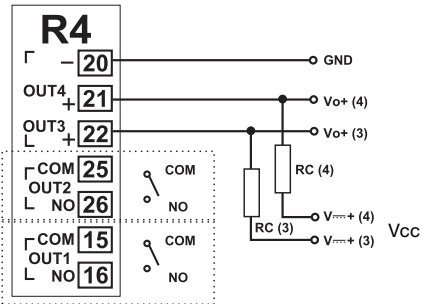 R4
− 20 GND
OUT4 + 21 Vo+ (4)
OUT3 + 22 Vo+ (3)
COM 25 COM RC (4)
OUT2
NO 26 NO V⎓+ (4)
RC (3) Vcc
COM 15 COM V⎓+ (3)
OUT1
NO 16 NO